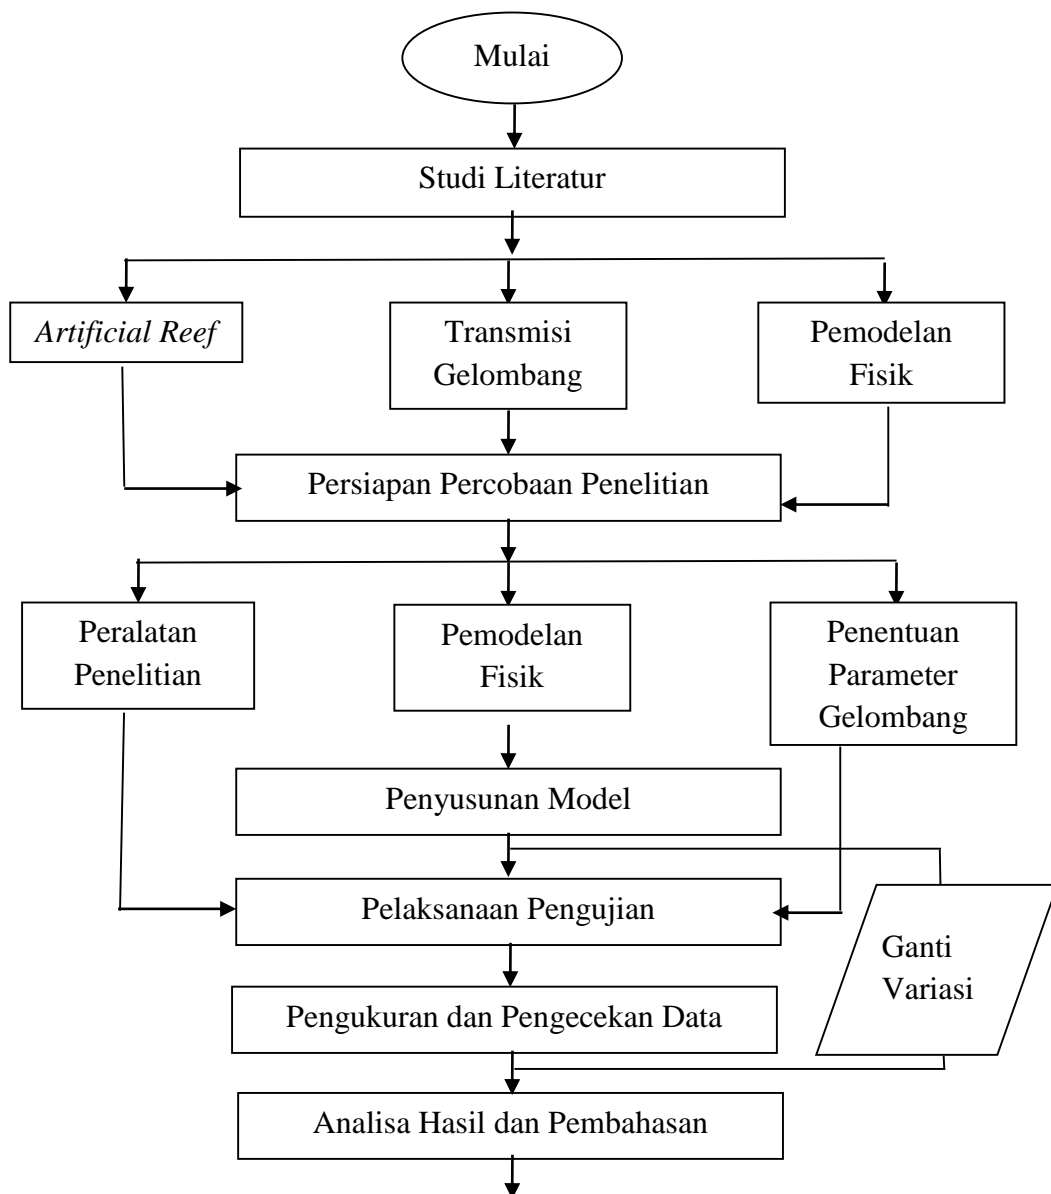 Mulai
Studi Literatur
Artificial Reef
Transmisi
Gelombang
Pemodelan
Fisik
Persiapan Percobaan Penelitian
Peralatan
Penelitian
Pemodelan
Fisik
Penentuan
Parameter
Gelombang
Penyusunan Model
Pelaksanaan Pengujian
Ganti
Variasi
Pengukuran dan Pengecekan Data
Analisa Hasil dan Pembahasan